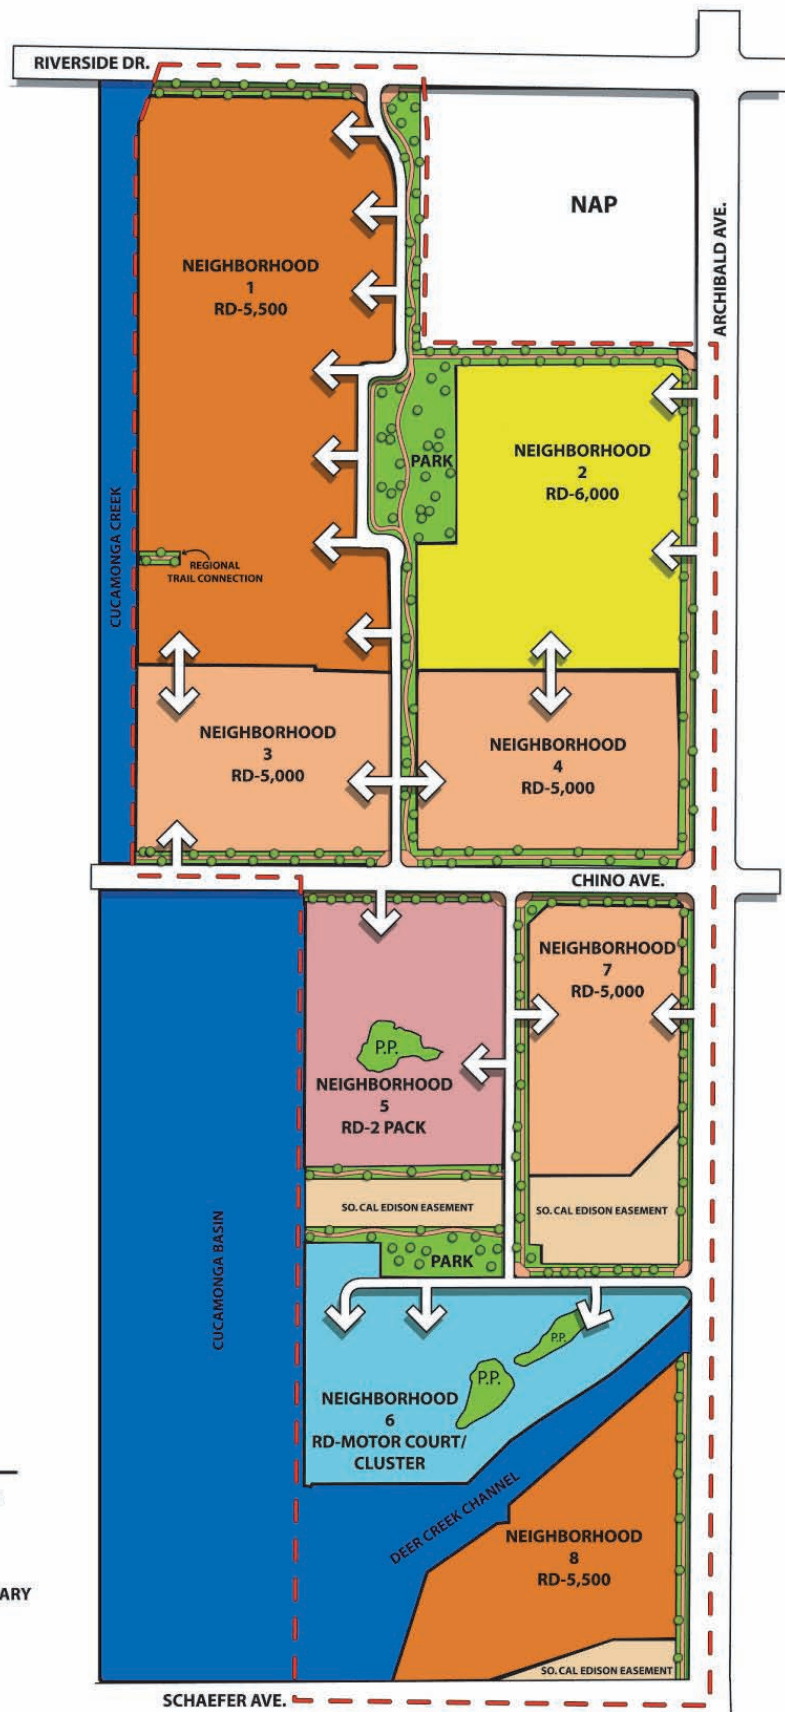 RIVERSIDE DR.
NAP
ARCHIBALD AVE.
NEIGHBORHOOD
1
RD-5,500
PARK
NEIGHBORHOOD
2
RD-6,000
CUCAMONGA CREEK
REGIONAL
TRAIL CONNECTION
NEIGHBORHOOD
3
RD-5,000
NEIGHBORHOOD
4
RD-5,000
CHINO AVE.
NEIGHBORHOOD
7
RD-5,000
P.P.
NEIGHBORHOOD
5
RD-2 PACK
SO. CAL EDISON EASEMENT
SO. CAL EDISON EASEMENT
CUCAMONGA BASIN
PARK
P.P.
P.P.
NEIGHBORHOOD
6
RD-MOTOR COURT/
CLUSTER
DEER CREEK CHANNEL
NEIGHBORHOOD
8
RD-5,500
ARY
SO. CAL EDISON EASEMENT
SCHAEFER AVE.